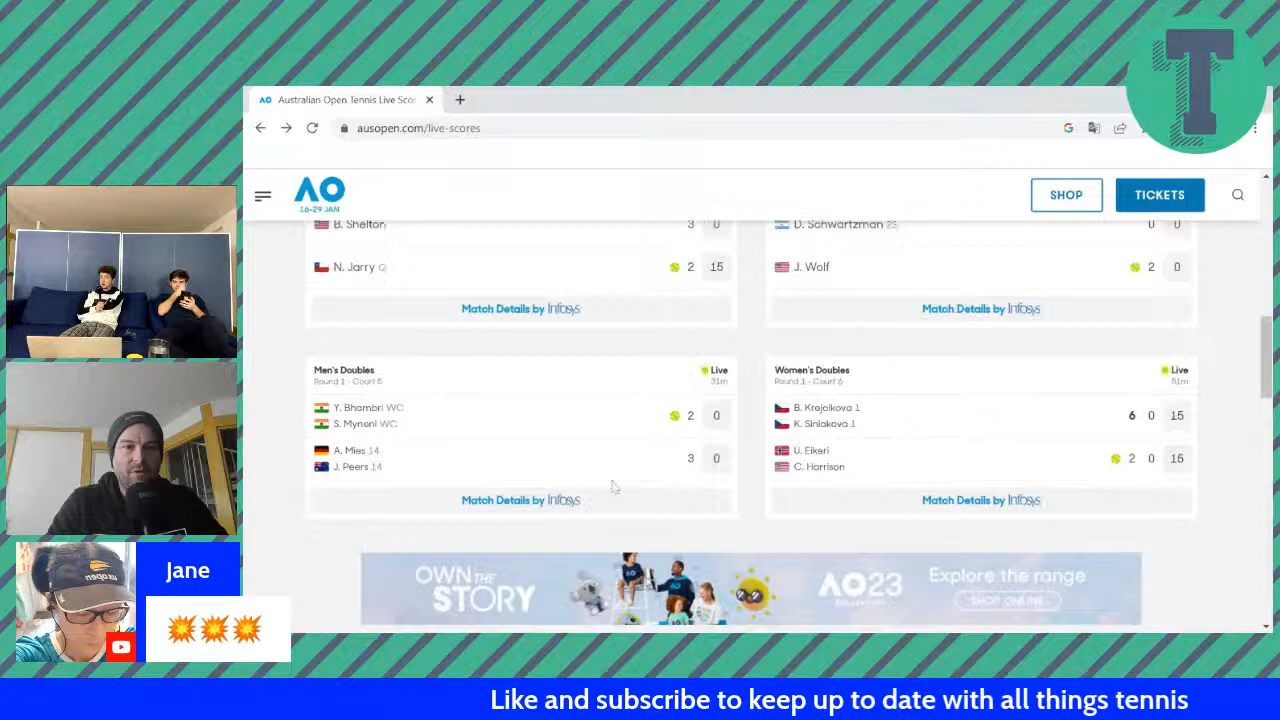 Australian Open Tennis Live Scor
ausopen.com/live-scores
AO
16-29 JAN
SHOP
TICKETS
T
B. Shelton 3 0
N. Jarry Q 2 15
Match Details by Infosys
D. Schwartzman 23 0 0
J. Wolf 2 0
Match Details by Infosys
Men's Doubles Live
Round 1 - Court 5 31m
Y. Bhambri WC 2 0
S. Myneni WC
A. Mies 14 3 0
J. Peers 14
Match Details by Infosys
Women's Doubles Live
Round 1 - Court 6 51m
B. Krejcikova 1 6 0 15
K. Siniakova 1
U. Eikeri 2 0 15
C. Harrison
Match Details by Infosys
OWN THE
STORY
AO23
Explore the range
SHOP ONLINE
Jane
💥💥💥
Like and subscribe to keep up to date with all things tennis